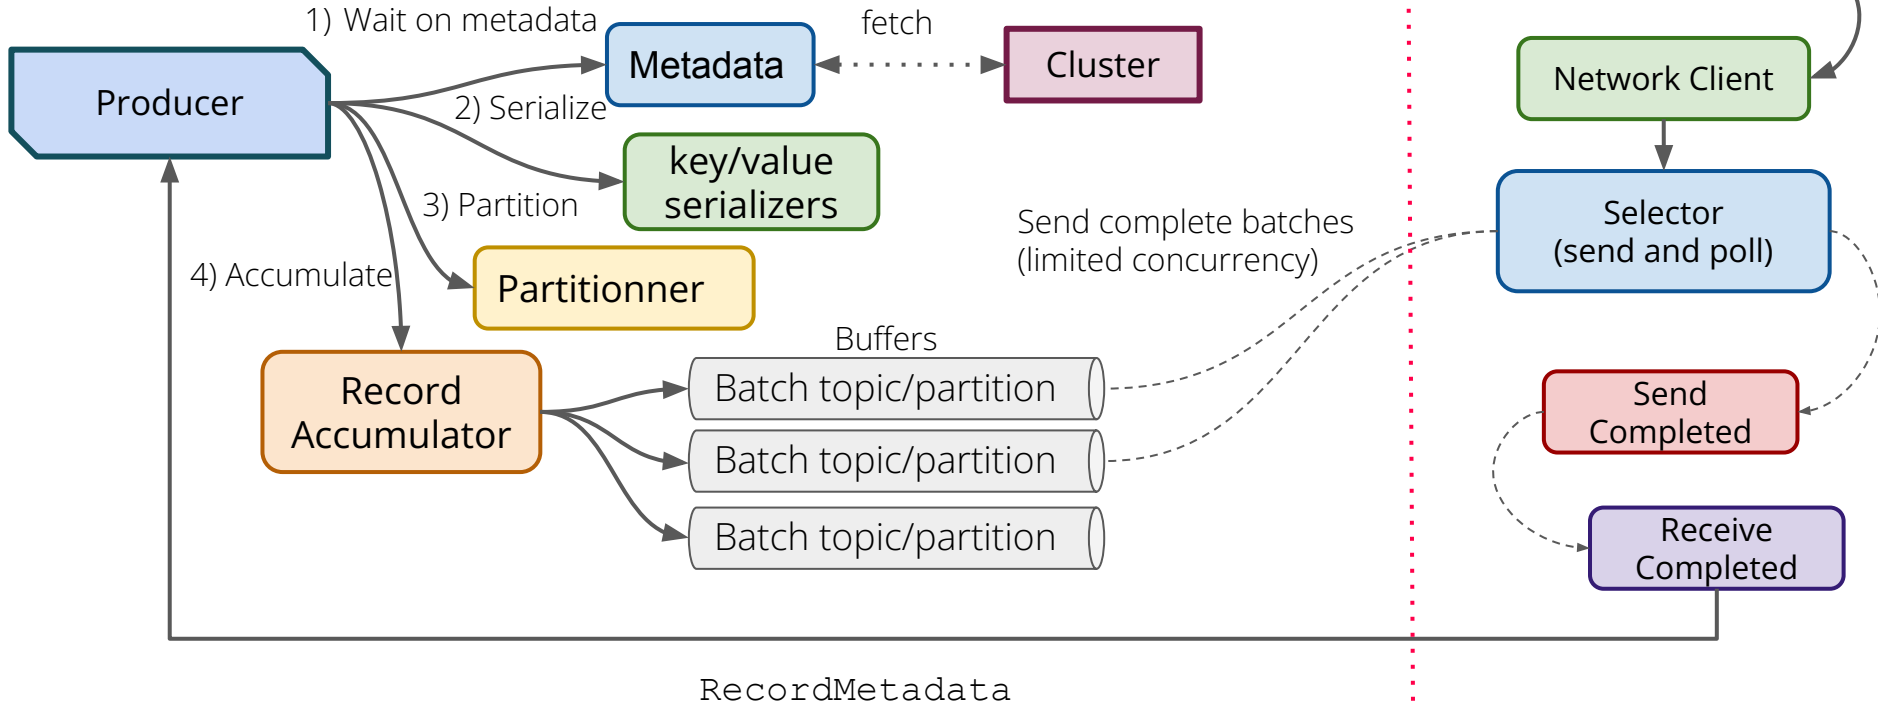 1) Wait on metadata
fetch
Producer
Metadata
Cluster
Network Client
2) Serialize
key/value
serializers
3) Partition
Send complete batches
(limited concurrency)
Selector
(send and poll)
4) Accumulate
Partitionner
Buffers
Record
Accumulator
Batch topic/partition
Batch topic/partition
Batch topic/partition
Send
Completed
Receive
Completed
RecordMetadata